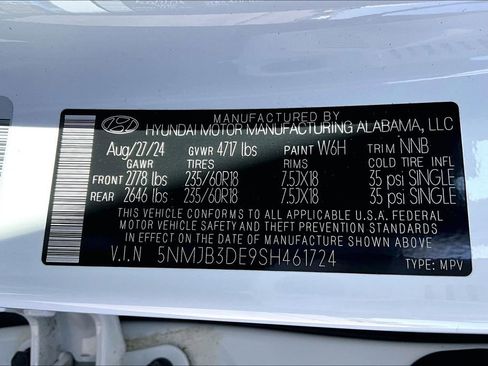 MANUFACTURED BY
HYUNDAI MOTOR MANUFACTURING ALABAMA, LLC
Aug/27/24 GVWR 4717 lbs PAINT W6H TRIM NNB
GAWR TIRES RIMS COLD TIRE INFL
FRONT 2778 lbs 235/60R18 7.5JX18 35 psi SINGLE
REAR 2646 lbs 235/60R18 7.5JX18 35 psi SINGLE
THIS VEHICLE CONFORMS TO ALL APPLICABLE U.S.A. FEDERAL
MOTOR VEHICLE SAFETY AND THEFT PREVENTION STANDARDS
IN EFFECT ON THE DATE OF MANUFACTURE SHOWN ABOVE
V.I.N 5NMJB3DE9SH461724
TYPE: MPV